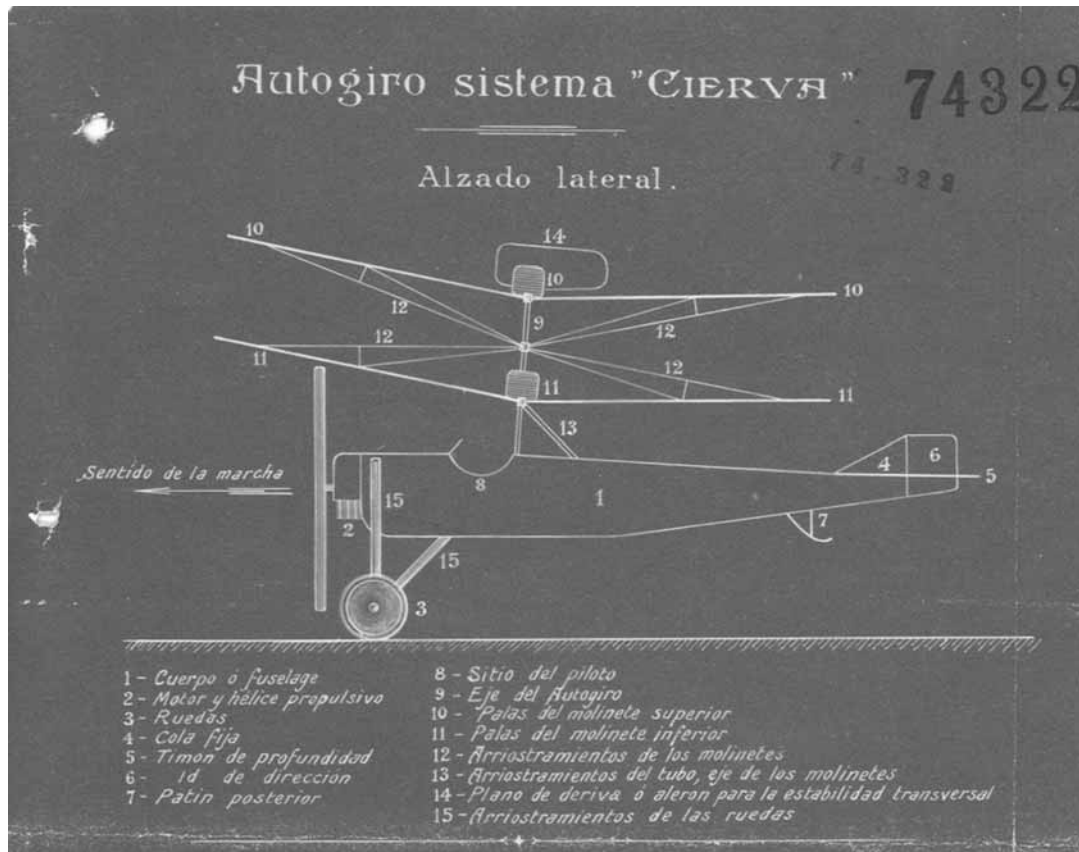 Autogiro sistema "CIERVA"
74322
74.322
Alzado lateral.
10
14
10
10
12
9
12
12
11
12
11
11
13
Sentido de la marcha
8
4
6
5
15
1
2
7
15
3
1 - Cuerpo ó fuselage
2 - Motor y hélice propulsivo
3 - Ruedas
4 - Cola fija
5 - Timon de profundidad
6 - Id de direccion
7 - Patin posterior
8 - Sitio del piloto
9 - Eje del Autogiro
10 - Palas del molinete superior
11 - Palas del molinete inferior
12 - Arriostramientos de los molinetes
13 - Arriostramientos del tubo, eje de los molinetes
14 - Plano de deriva ó aleron para la estabilidad transversal
15 - Arriostramientos de las ruedas